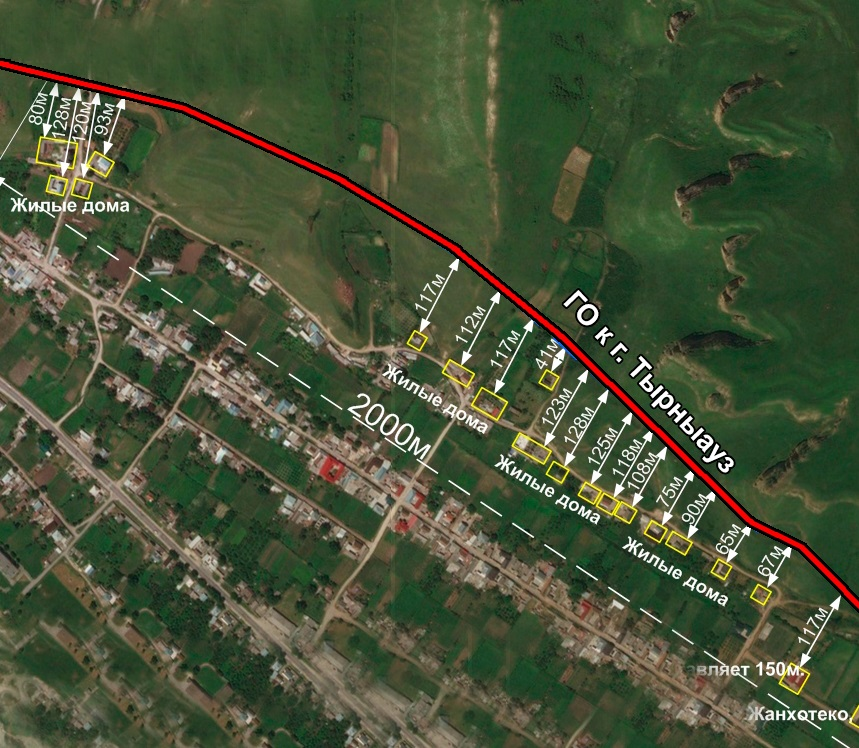 80м
128м
120м
93м
Жилые дома
117м
112м
117м
41м
ГО к г. Тырныауз
Жилые дома
2000м
123м
128м
125м
118м
108м
Жилые дома
75м
90м
65м
67м
Жилые дома
117м
вляет 150м.
Жанхотеко